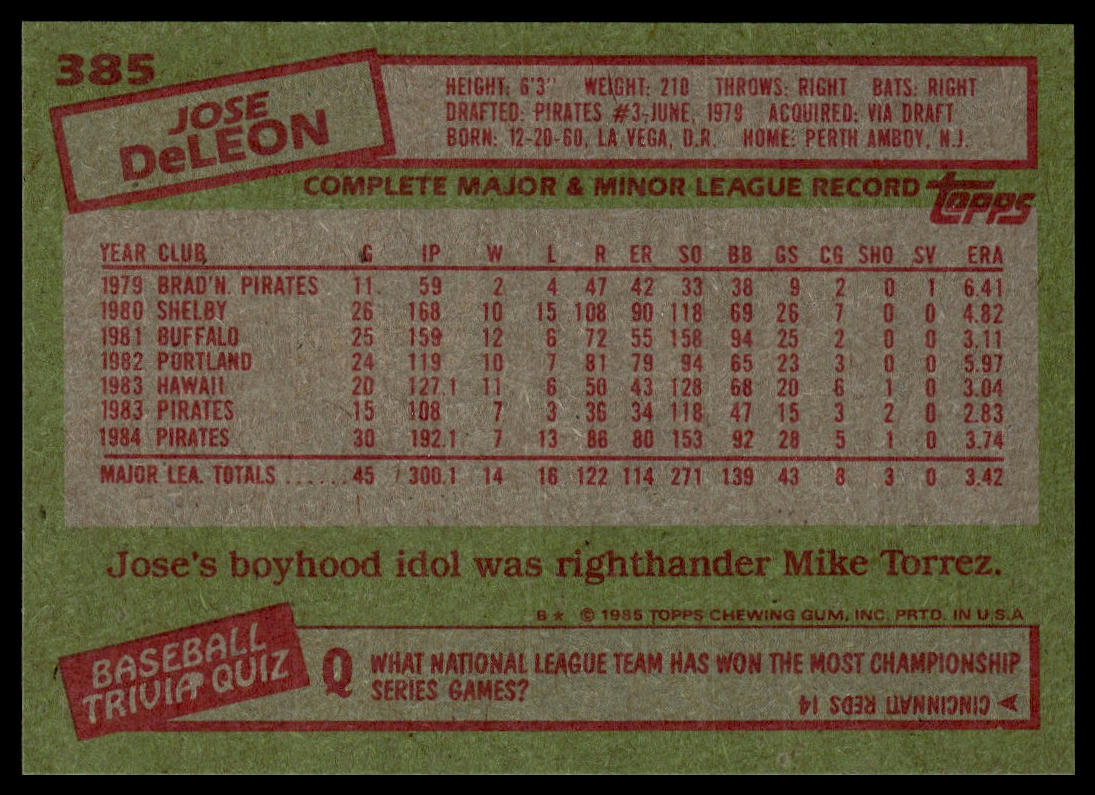 385
JOSE
DeLEON
HEIGHT: 6'3" WEIGHT: 210 THROWS: RIGHT BATS: RIGHT
DRAFTED: PIRATES #3-JUNE, 1979 ACQUIRED: VIA DRAFT
BORN: 12-20-60, LA VEGA, D.R. HOME: PERTH AMBOY, N.J.
COMPLETE MAJOR & MINOR LEAGUE RECORD topps
YEAR CLUB G IP W L R ER SO BB GS CG SHO SV ERA
1979 BRAD'N. PIRATES 11 59 2 4 47 42 33 38 9 2 0 1 6.41
1980 SHELBY 26 168 10 15 108 90 118 69 26 7 0 0 4.82
1981 BUFFALO 25 159 12 6 72 55 158 94 25 2 0 0 3.11
1982 PORTLAND 24 119 10 7 81 79 94 65 23 3 0 0 5.97
1983 HAWAII 20 127.1 11 6 50 43 128 68 20 6 1 0 3.04
1983 PIRATES 15 108 7 3 36 34 118 47 15 3 2 0 2.83
1984 PIRATES 30 192.1 7 13 86 80 153 92 28 5 1 0 3.74
MAJOR LEA. TOTALS ......45 300.1 14 16 122 114 271 139 43 8 3 0 3.42
Jose's boyhood idol was righthander Mike Torrez.
B* © 1985 TOPPS CHEWING GUM, INC. PRTD. IN U.S.A
BASEBALL
TRIVIA QUIZ
Q WHAT NATIONAL LEAGUE TEAM HAS WON THE MOST CHAMPIONSHIP
SERIES GAMES?
A CINCINNATI REDS 14